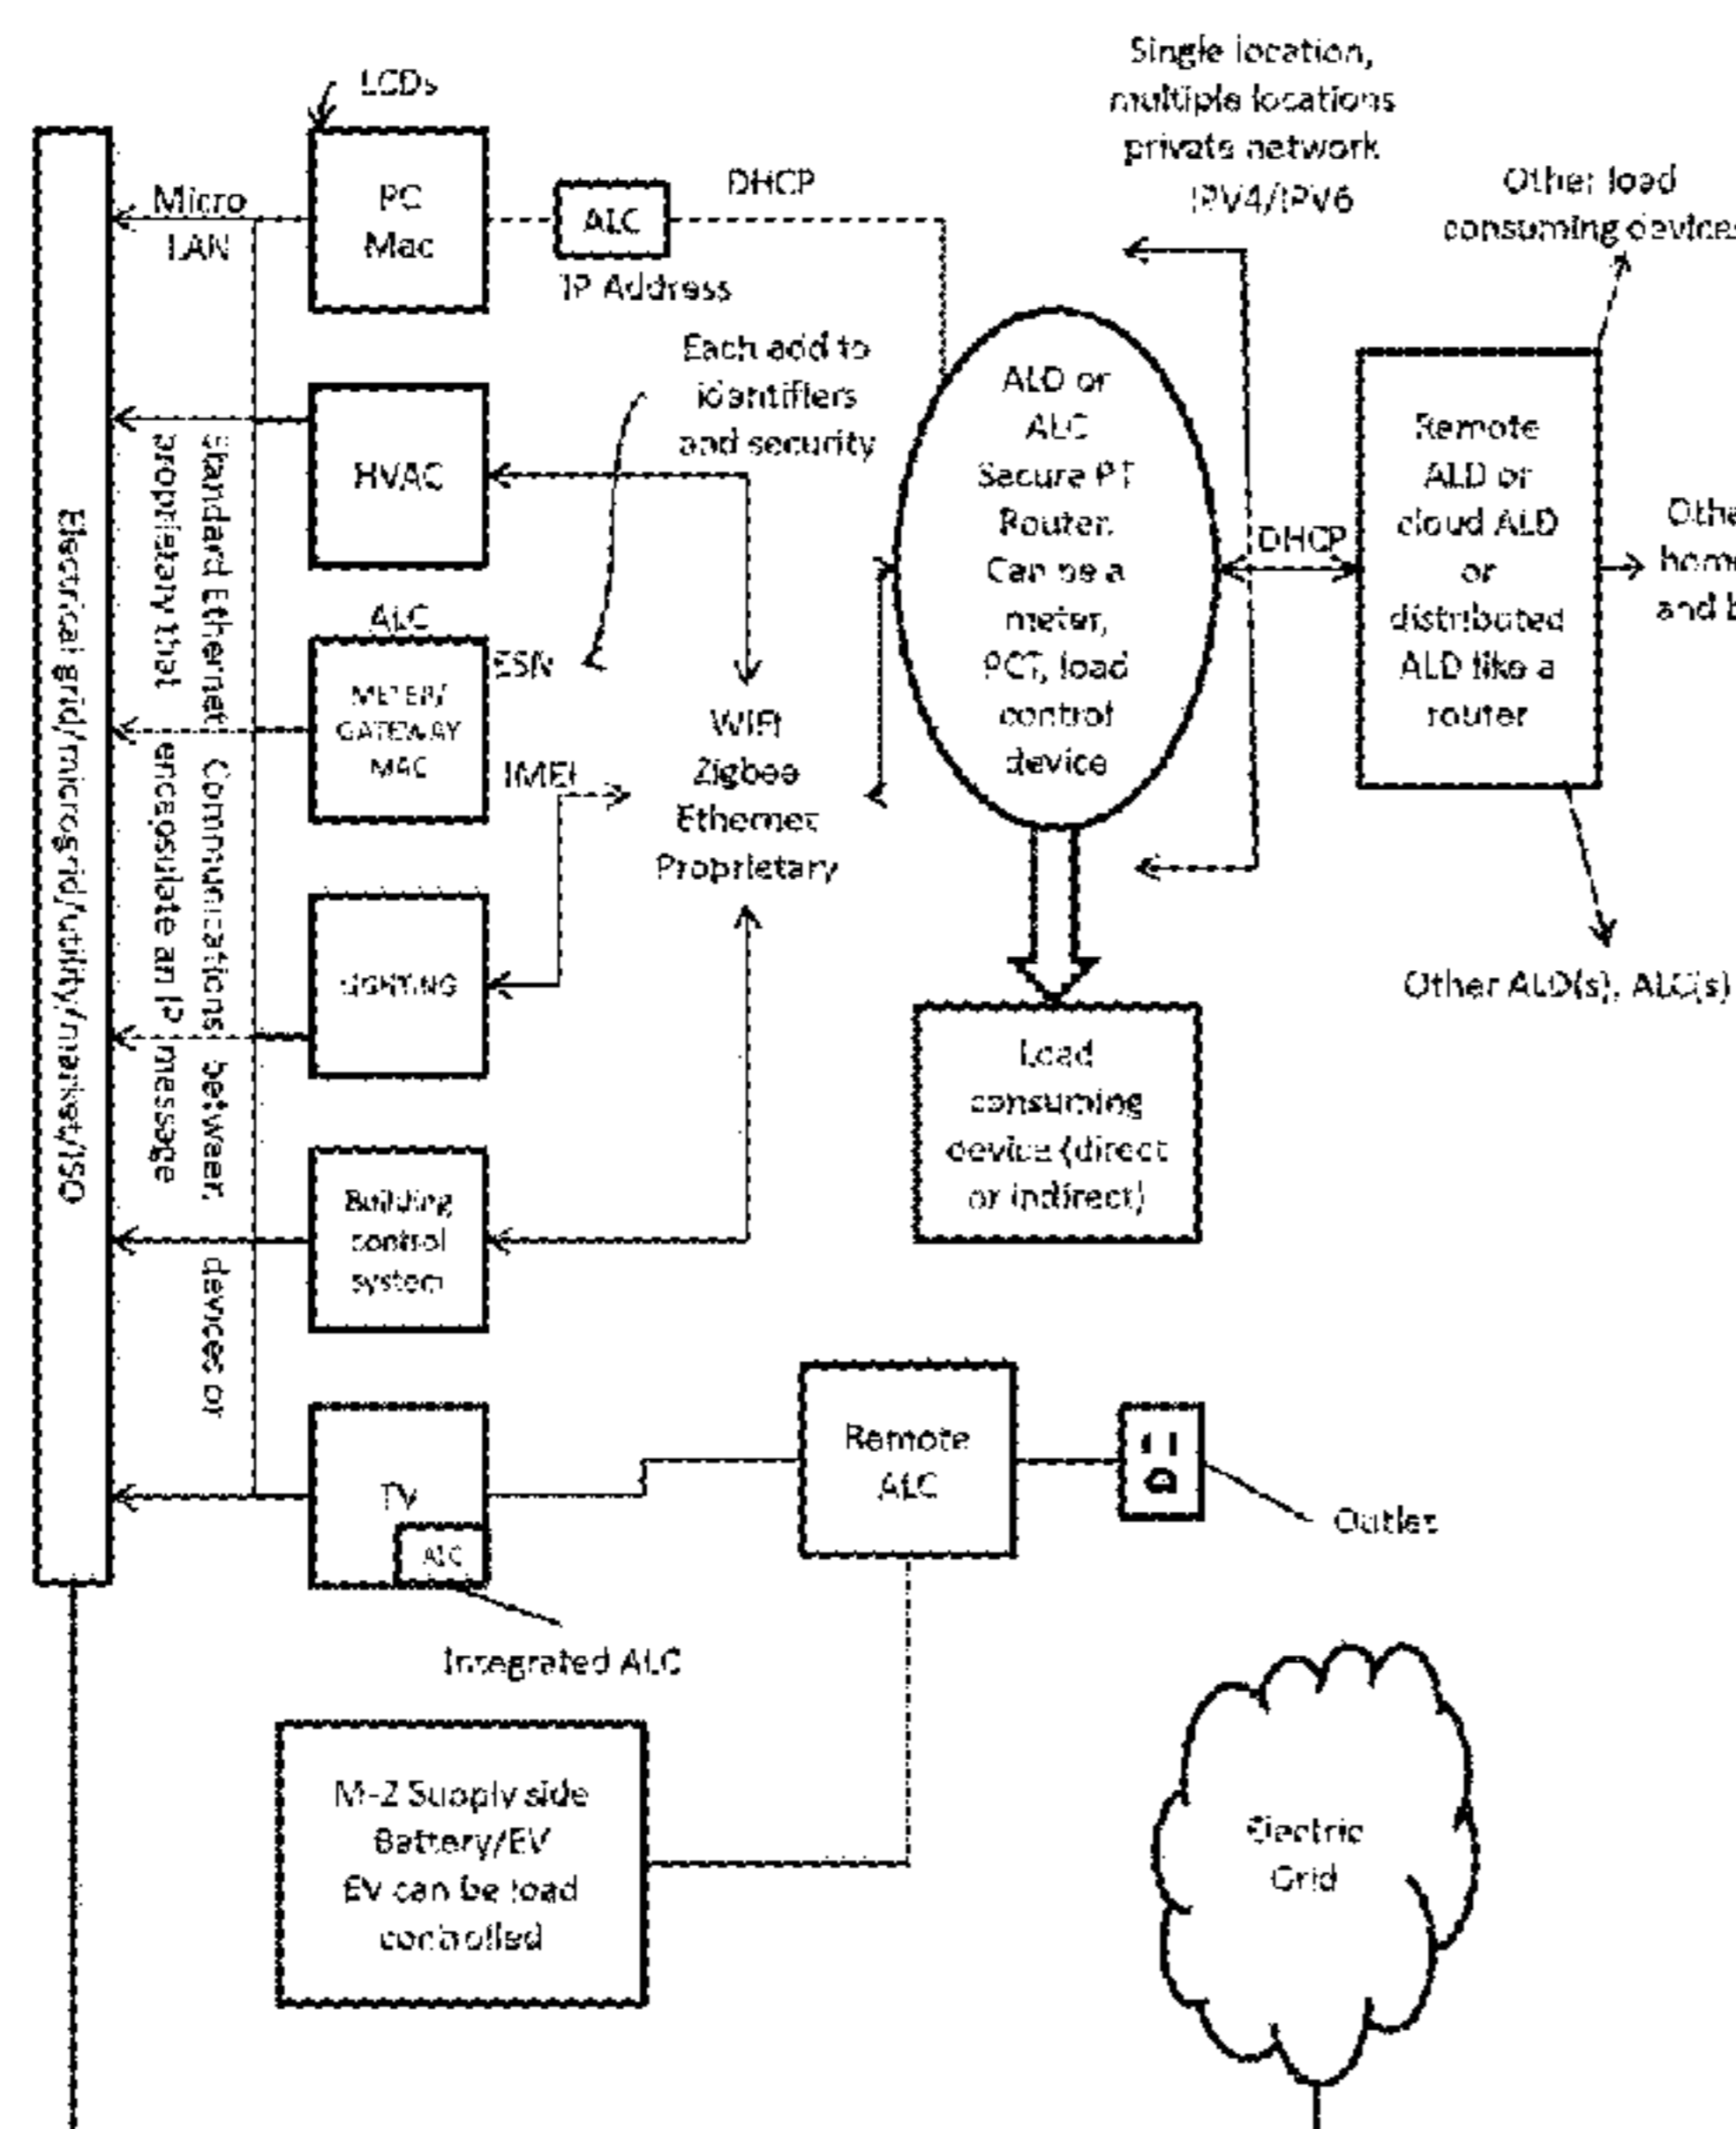 LCDs
Single location,
multiple locations
private network
IPV4/IPV6
Other load
consuming devices
Micro
LAN
PC
Mac
ALC
DHCP
IP Address
Each add to
identifiers
and security
HVAC
ALD or
ALC
Secure PT
Router.
Can be a
meter,
PCT, load
control
device
DHCP
Remote
ALD or
cloud ALD
or
distributed
ALD like a
router
Electrical grid/microgrid/utility/market/ISO
Standard Ethernet Communications between devices or
proprietary that encapsulate an IP message
ALC
METER/
GATEWAY
MAC
ESN
IMEI
WIFI
Zigbee
Ethernet
Proprietary
LIGHTING
Other ALD(s), ALC(s)
Load
consuming
device (direct
or indirect)
Building
control
system
TV
ALC
Remote
ALC
Outlet
Integrated ALC
M-2 Supply side
Battery/EV
EV can be load
controlled
Electric
Grid